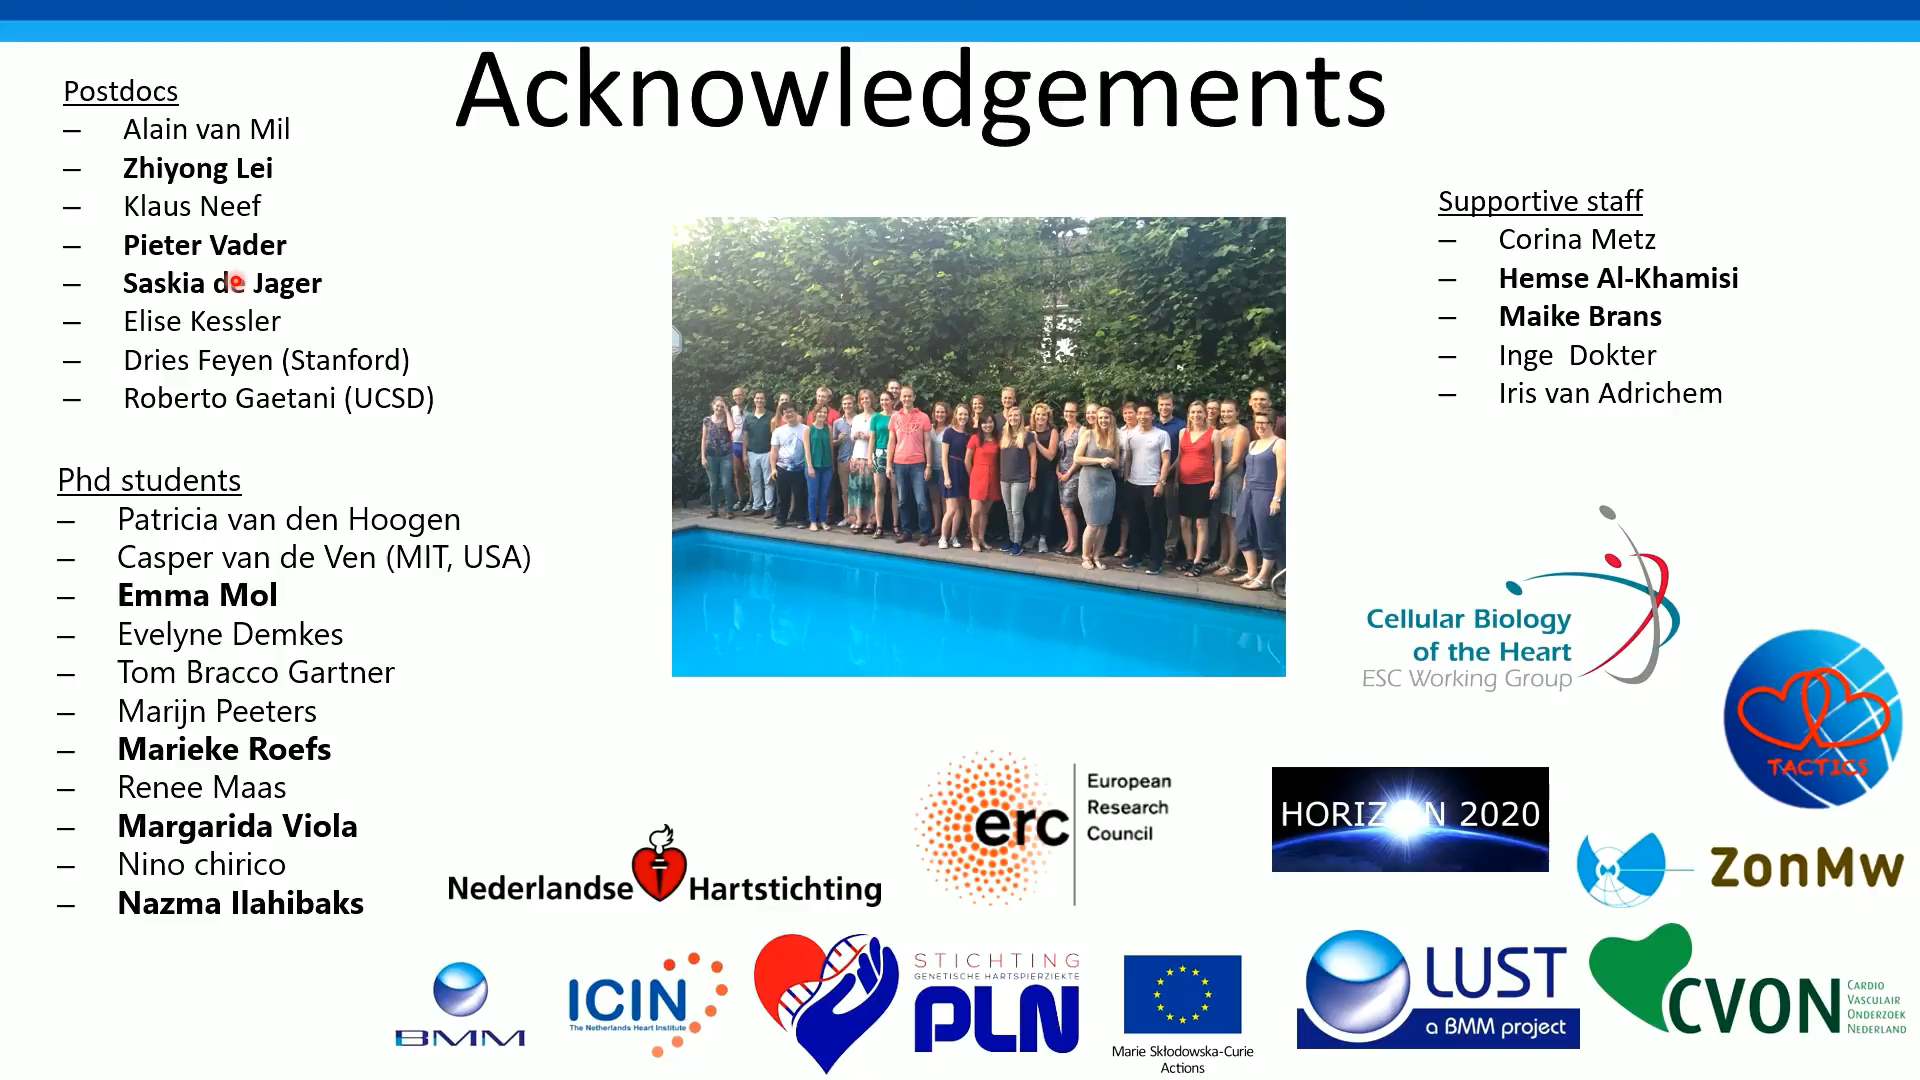 Acknowledgements
Postdocs
– Alain van Mil
– Zhiyong Lei
– Klaus Neef
– Pieter Vader
– Saskia de Jager
– Elise Kessler
– Dries Feyen (Stanford)
– Roberto Gaetani (UCSD)
Phd students
– Patricia van den Hoogen
– Casper van de Ven (MIT, USA)
– Emma Mol
– Evelyne Demkes
– Tom Bracco Gartner
– Marijn Peeters
– Marieke Roefs
– Renee Maas
– Margarida Viola
– Nino chirico
– Nazma Ilahibaks
Supportive staff
– Corina Metz
– Hemse Al-Khamisi
– Maike Brans
– Inge  Dokter
– Iris van Adrichem
Cellular Biology
of the Heart
ESC Working Group
TACTICS
erc
European
Research
Council
HORIZON 2020
ZonMw
Nederlandse Hartstichting
BMM
ICIN
The Netherlands Heart Institute
STICHTING
GENETISCHE HARTSPIERZIEKTE
PLN
Marie Skłodowska-Curie
Actions
LUST
a BMM project
CVON
CARDIO
VASCULAIR
ONDERZOEK
NEDERLAND